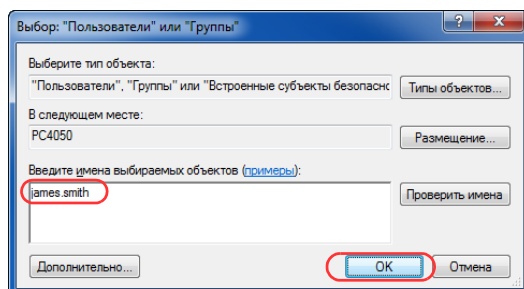 Выбор: "Пользователи" или "Группы"
Выберите тип объекта:
"Пользователи", "Группы" или "Встроенные субъекты безопасно
Типы объектов...
В следующем месте:
PC4050
Размещение...
Введите имена выбираемых объектов (примеры):
james.smith
Проверить имена
Дополнительно...
OK
Отмена